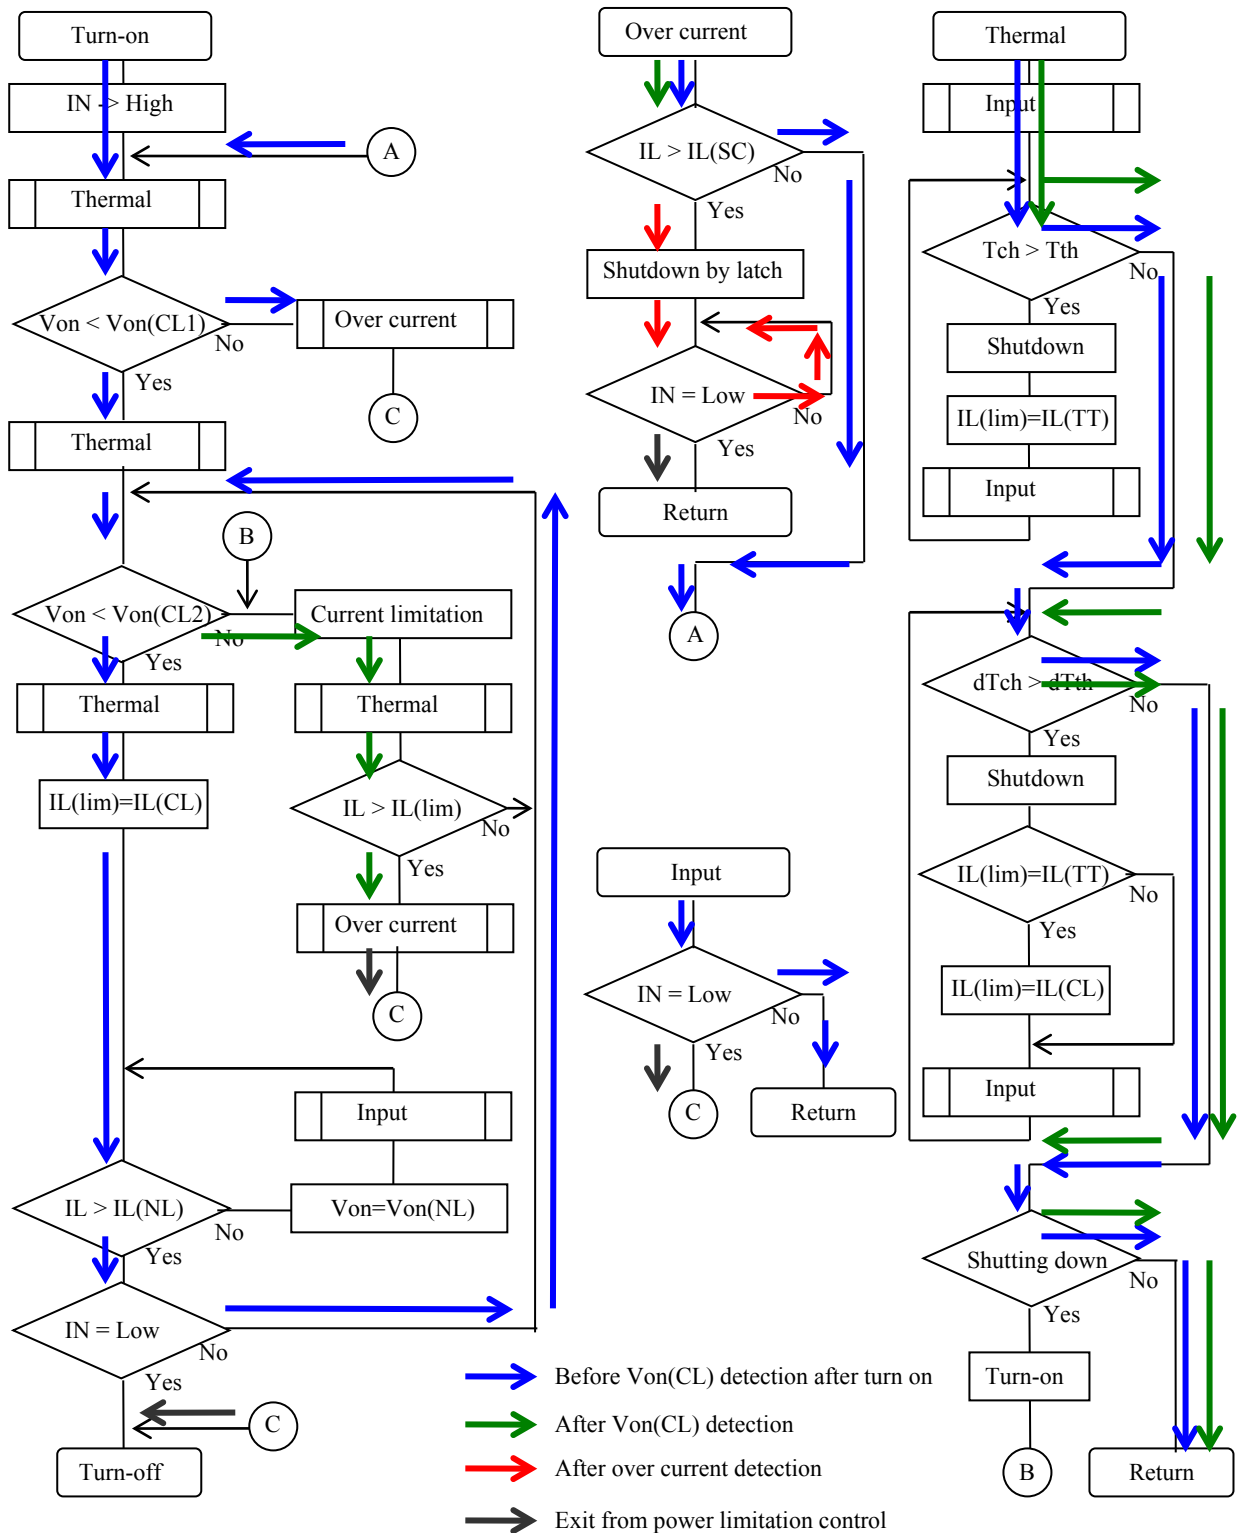 Turn-on
IN -> High
A
Thermal
Von < Von(CL1)
No
Over current
Yes
C
Thermal
B
Von < Von(CL2)
No
Current limitation
Yes
Thermal
Thermal
IL(lim)=IL(CL)
IL > IL(lim)
No
Yes
Over current
C
Input
IL > IL(NL)
No
Von=Von(NL)
Yes
IN = Low
No
Yes
C
Turn-off
Over current
IL > IL(SC)
No
Yes
Shutdown by latch
IN = Low
No
Yes
Return
A
Input
IN = Low
No
Yes
C
Return
Thermal
Input
Tch > Tth
No
Yes
Shutdown
IL(lim)=IL(TT)
Input
dTch > dTth
No
Yes
Shutdown
IL(lim)=IL(TT)
No
Yes
IL(lim)=IL(CL)
Input
Shutting down
No
Yes
Turn-on
B
Return
Before Von(CL) detection after turn on
After Von(CL) detection
After over current detection
Exit from power limitation control